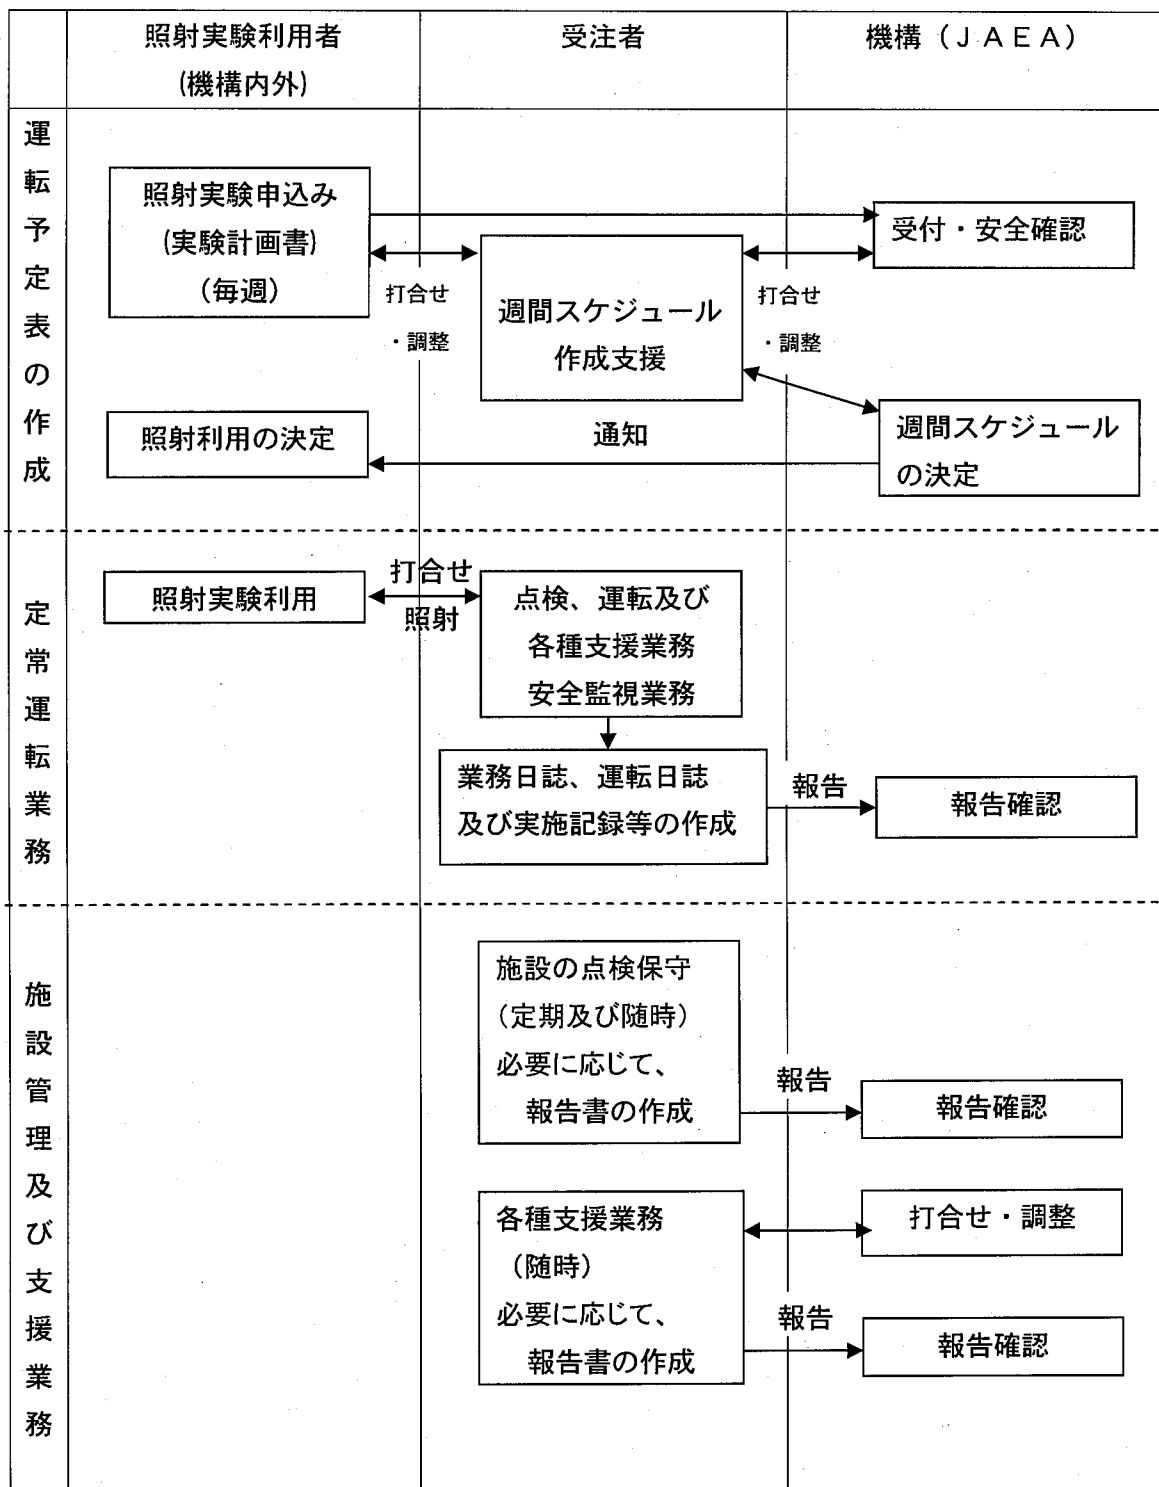 照射実験利用者
(機構内外)
受注者
機構(JAEA)
運転予定表の作成
照射実験申込み
(実験計画書)
(毎週)
打合せ
・調整
週間スケジュール
作成支援
打合せ
・調整
受付・安全確認
照射利用の決定
通知
週間スケジュール
の決定
定常運転業務
照射実験利用
打合せ
照射
点検、運転及び
各種支援業務
安全監視業務
業務日誌、運転日誌
及び実施記録等の作成
報告
報告確認
施設管理及び支援業務
施設の点検保守
(定期及び随時)
必要に応じて、
報告書の作成
報告
報告確認
各種支援業務
(随時)
必要に応じて、
報告書の作成
打合せ・調整
報告
報告確認